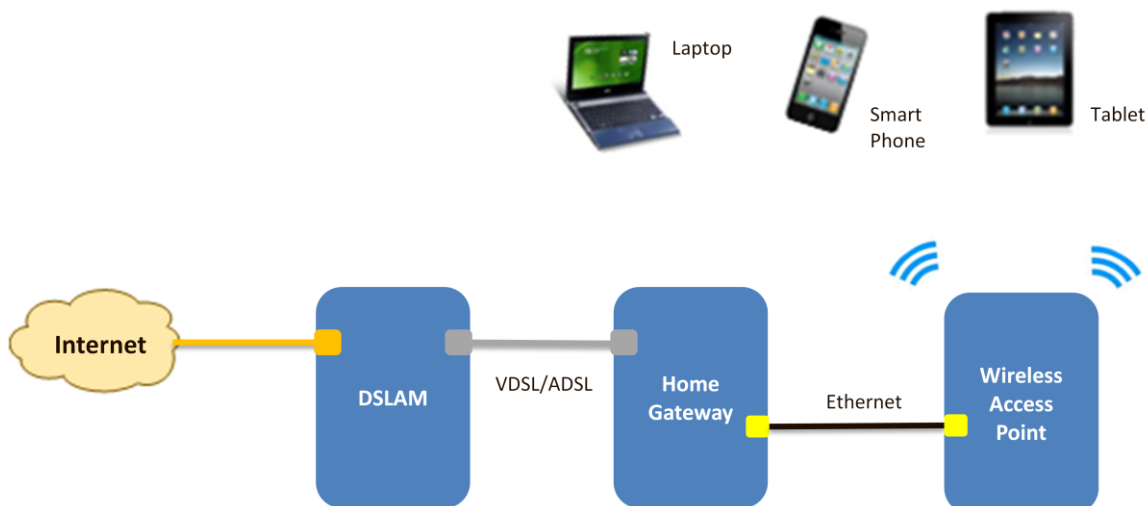 Laptop
Smart
Phone
Tablet
Internet
DSLAM
VDSL/ADSL
Home
Gateway
Ethernet
Wireless
Access
Point